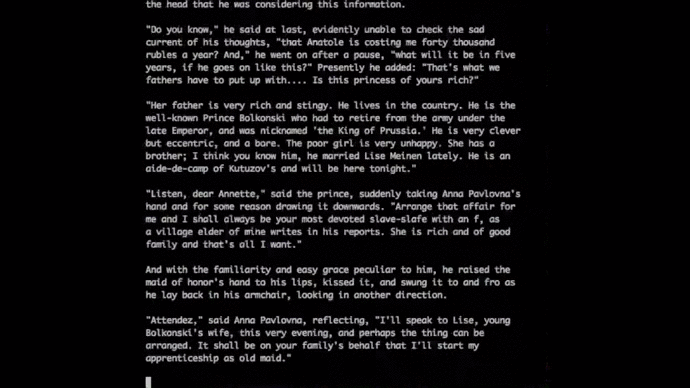 the head that he was considering this information.
"Do you know," he said at last, evidently unable to check the sad
current of his thoughts, "that Anatole is costing me forty thousand
rubles a year? And," he went on after a pause, "what will it be in five
years, if he goes on like this?" Presently he added: "That's what we
fathers have to put up with.... Is this princess of yours rich?"
"Her father is very rich and stingy. He lives in the country. He is the
well-known Prince Bolkonski who had to retire from the army under the
late Emperor, and was nicknamed 'the King of Prussia.' He is very clever
but eccentric, and a bore. The poor girl is very unhappy. She has a
brother; I think you know him, he married Lise Meinen lately. He is an
aide-de-camp of Kutuzov's and will be here tonight."
"Listen, dear Annette," said the prince, suddenly taking Anna Pavlovna's
hand and for some reason drawing it downwards. "Arrange that affair for
me and I shall always be your most devoted slave-slafe with an f, as
a village elder of mine writes in his reports. She is rich and of good
family and that's all I want."
And with the familiarity and easy grace peculiar to him, he raised the
maid of honor's hand to his lips, kissed it, and swung it to and fro as
he lay back in his armchair, looking in another direction.
"Attendez," said Anna Pavlovna, reflecting, "I'll speak to Lise, young
Bolkonski's wife, this very evening, and perhaps the thing can be
arranged. It shall be on your family's behalf that I'll start my
apprenticeship as old maid."